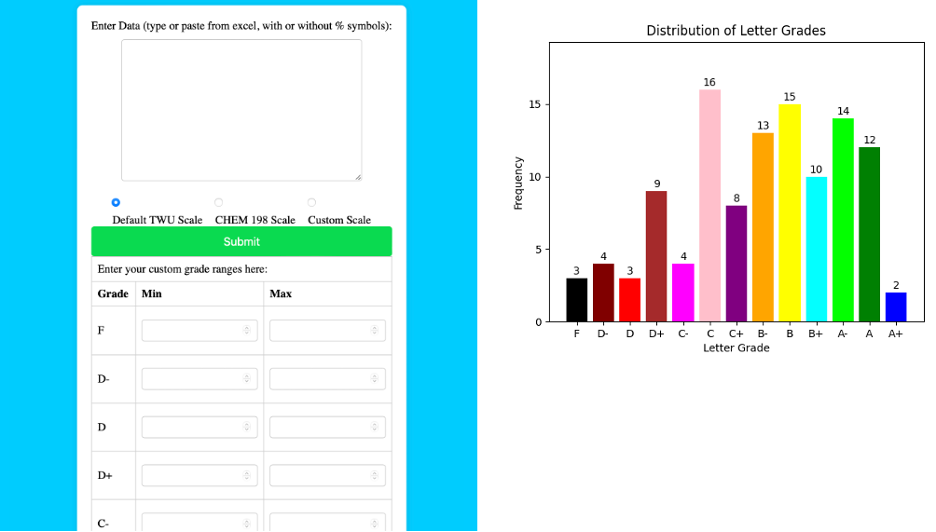 Enter Data (type or paste from excel, with or without % symbols):
Default TWU Scale CHEM 198 Scale Custom Scale
Submit
Enter your custom grade ranges here:
Grade Min Max
F
D-
D
D+
C-
Distribution of Letter Grades
16
15
15
14
13
12
10
10
9
8
5
4
4
3
3
2
0
F D- D D+ C- C C+ B- B B+ A- A A+
Frequency
Letter Grade